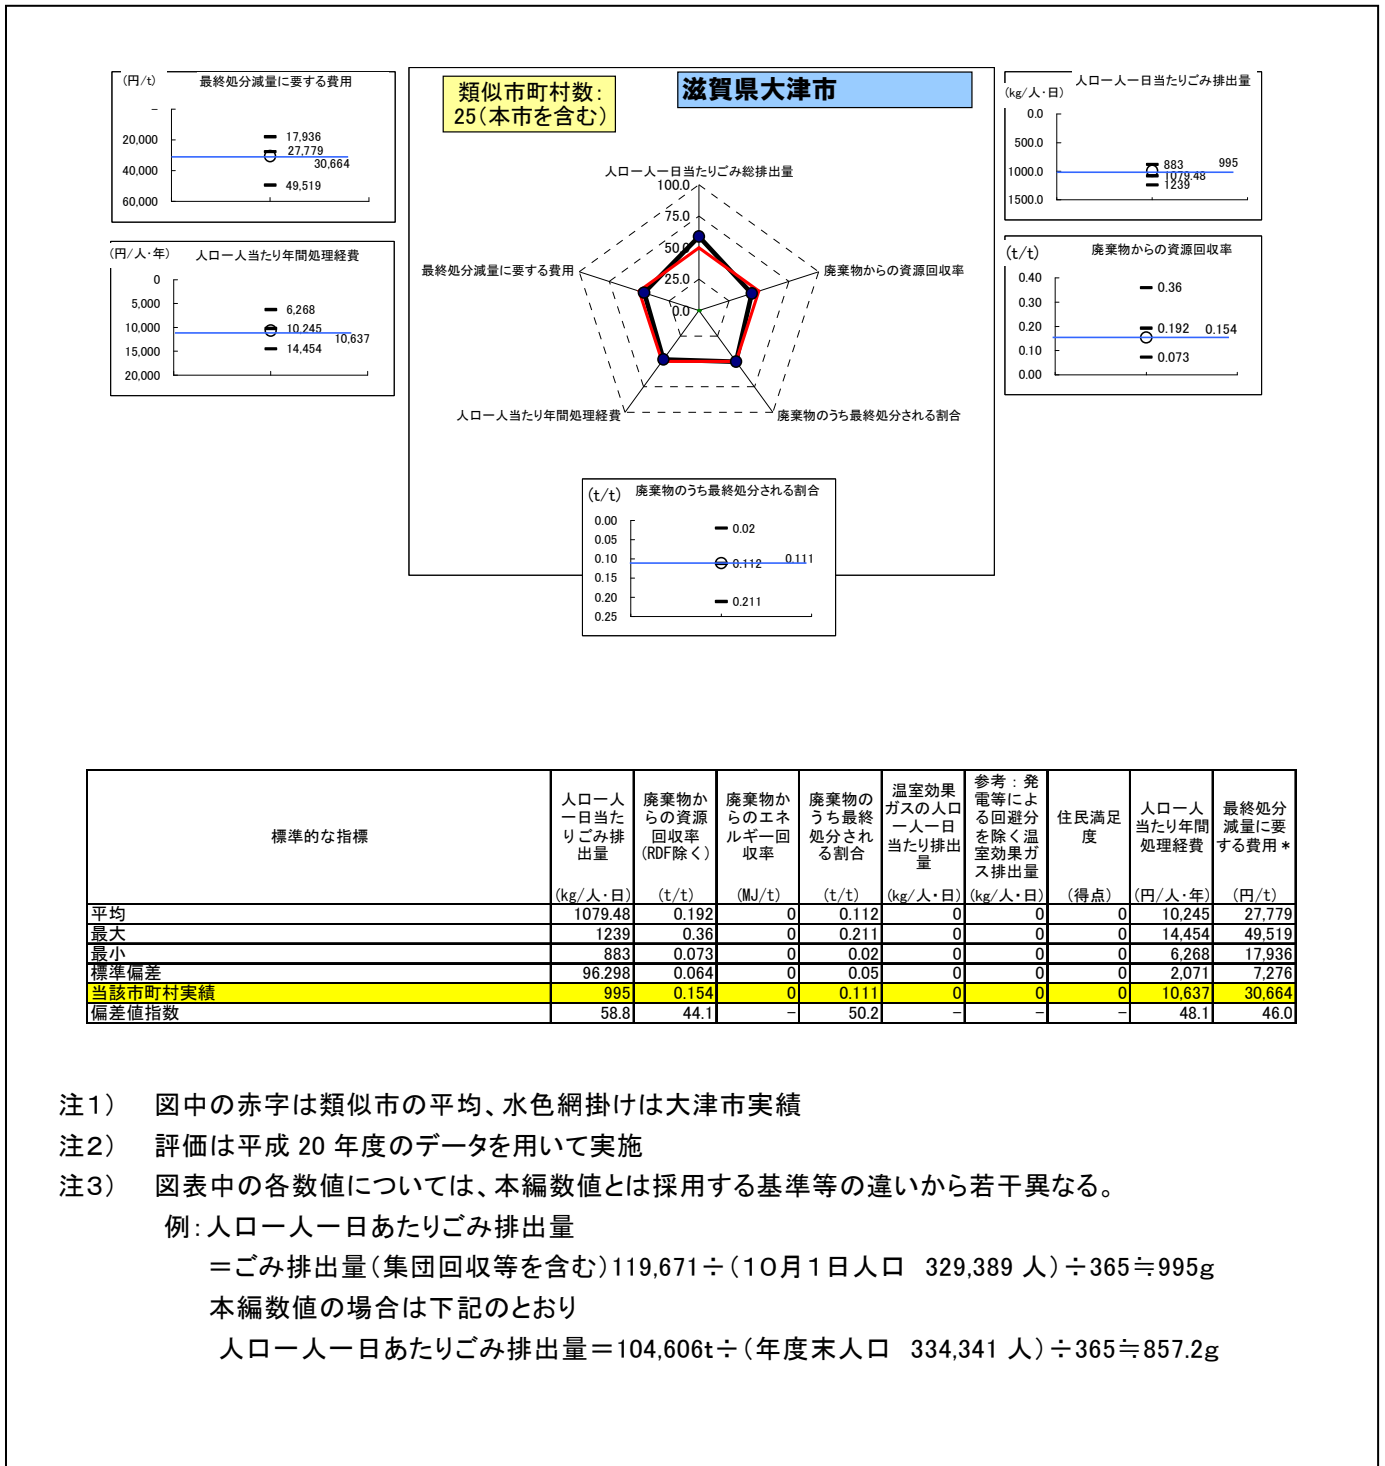 (円/t)
最終処分減量に要する費用
－
20,000
40,000
60,000
17,936
27,779
30,664
49,519
(円/人・年)
人口一人当たり年間処理経費
0
5,000
10,000
15,000
20,000
6,268
10,245
10,637
14,454
類似市町村数：
25（本市を含む）
滋賀県大津市
人口一人一日当たりごみ総排出量
100.0
75.0
50.0
25.0
0.0
最終処分減量に要する費用
廃棄物からの資源回収率
人口一人当たり年間処理経費
廃棄物のうち最終処分される割合
人口一人一日当たりごみ排出量
(kg/人・日)
0.0
500.0
1000.0
1500.0
883
995
1079.48
1239
(t/t)
廃棄物からの資源回収率
0.40
0.30
0.20
0.10
0.00
0.36
0.192
0.154
0.073
(t/t)
廃棄物のうち最終処分される割合
0.00
0.05
0.10
0.15
0.20
0.25
0.02
0.112
0.111
0.211
標準的な指標
人口一人
一日当た
りごみ排
出量
(kg/人・日)
廃棄物か
らの資源
回収率
(RDF除く)
(t/t)
廃棄物か
らのエネ
ルギー回
収率
(MJ/t)
廃棄物の
うち最終
処分され
る割合
(t/t)
温室効果
ガスの人口
一人一日
当たり排出
量
(kg/人・日)
参考：発
電等によ
る回避分
を除く温
室効果ガ
ス排出量
(kg/人・日)
住民満足
度
(得点)
人口一人
当たり年間
処理経費
(円/人・年)
最終処分
減量に要
する費用＊
(円/t)
平均 1079.48 0.192 0 0.112 0 0 0 10,245 27,779
最大 1239 0.36 0 0.211 0 0 0 14,454 49,519
最小 883 0.073 0 0.02 0 0 0 6,268 17,936
標準偏差 96.298 0.064 0 0.05 0 0 0 2,071 7,276
当該市町村実績 995 0.154 0 0.111 0 0 0 10,637 30,664
偏差値指数 58.8 44.1 － 50.2 － － － 48.1 46.0
注１）　図中の赤字は類似市の平均、水色網掛けは大津市実績
注２）　評価は平成 20 年度のデータを用いて実施
注３）　図表中の各数値については、本編数値とは採用する基準等の違いから若干異なる。
例：人口一人一日あたりごみ排出量
＝ごみ排出量（集団回収等を含む）119,671÷（１０月１日人口　329,389 人）÷365≒995g
本編数値の場合は下記のとおり
人口一人一日あたりごみ排出量＝104,606t÷（年度末人口　334,341 人）÷365≒857.2g